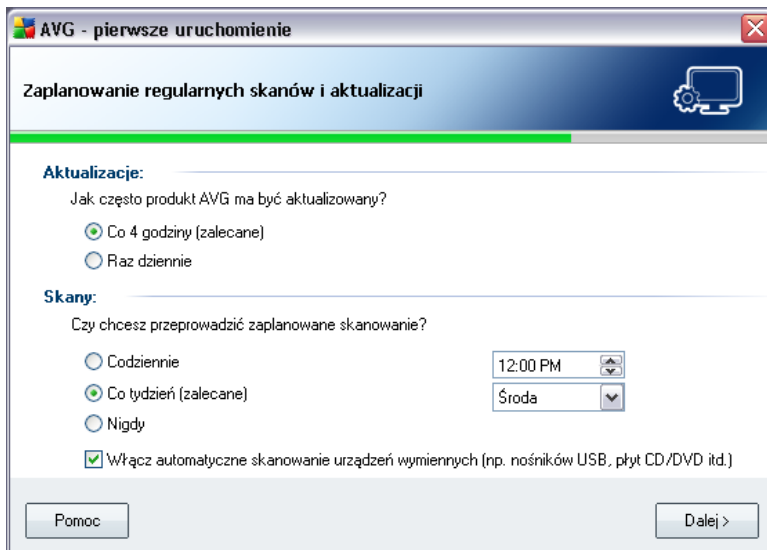 AVG - pierwsze uruchomienie
Zaplanowanie regularnych skanów i aktualizacji
Aktualizacje:
Jak często produkt AVG ma być aktualizowany?
Co 4 godziny (zalecane)
Raz dziennie
Skany:
Czy chcesz przeprowadzić zaplanowane skanowanie?
Codziennie 12:00 PM
Co tydzień (zalecane) Środa
Nigdy
Włącz automatyczne skanowanie urządzeń wymiennych (np. nośników USB, płyt CD/DVD itd.)
Pomoc Dalej >